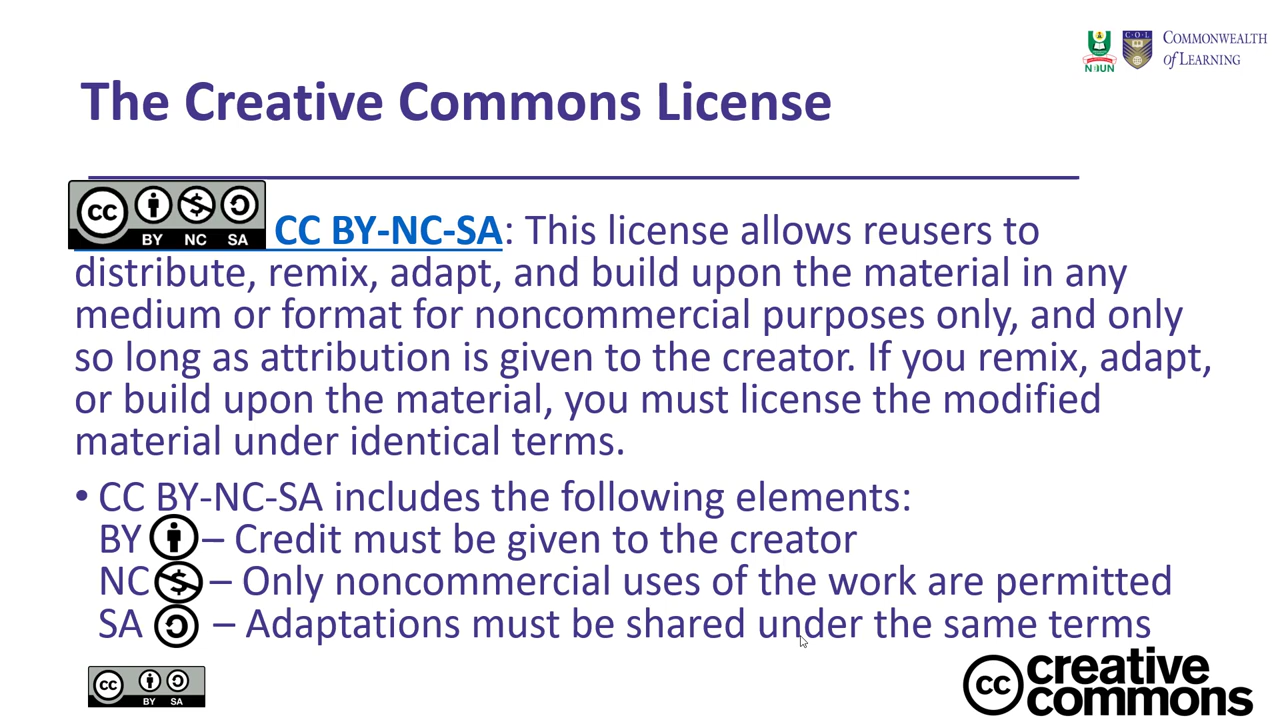 NOUN
C·O·L
COMMONWEALTH
of LEARNING
The Creative Commons License
cc BY NC SA CC BY-NC-SA: This license allows reusers to
distribute, remix, adapt, and build upon the material in any
medium or format for noncommercial purposes only, and only
so long as attribution is given to the creator. If you remix, adapt,
or build upon the material, you must license the modified
material under identical terms.
• CC BY-NC-SA includes the following elements:
BY – Credit must be given to the creator
NC – Only noncommercial uses of the work are permitted
SA – Adaptations must be shared under the same terms
cc BY SA
cc creative
commons